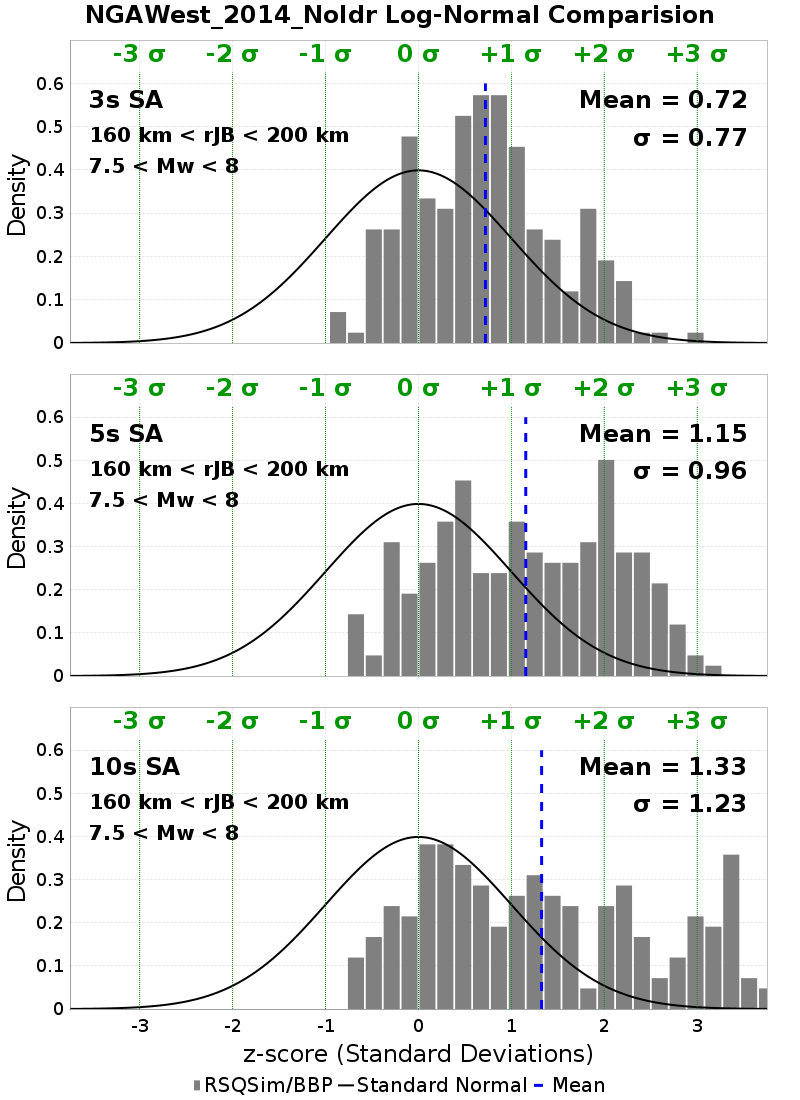 NGAWest_2014_NoIdr Log-Normal Comparision
-3 σ -2 σ -1 σ 0 σ +1 σ +2 σ +3 σ
0.6
3s SA Mean = 0.72
0.5
160 km < rJB < 200 km σ = 0.77
7.5 < Mw < 8
0.4
Density
0.3
0.2
0.1
0
-3 σ -2 σ -1 σ 0 σ +1 σ +2 σ +3 σ
0.6
5s SA Mean = 1.15
0.5
160 km < rJB < 200 km σ = 0.96
7.5 < Mw < 8
0.4
Density
0.3
0.2
0.1
0
-3 σ -2 σ -1 σ 0 σ +1 σ +2 σ +3 σ
0.6
10s SA Mean = 1.33
0.5
160 km < rJB < 200 km σ = 1.23
7.5 < Mw < 8
0.4
Density
0.3
0.2
0.1
0
-3 -2 -1 0 1 2 3
z-score (Standard Deviations)
RSQSim/BBP Standard Normal Mean